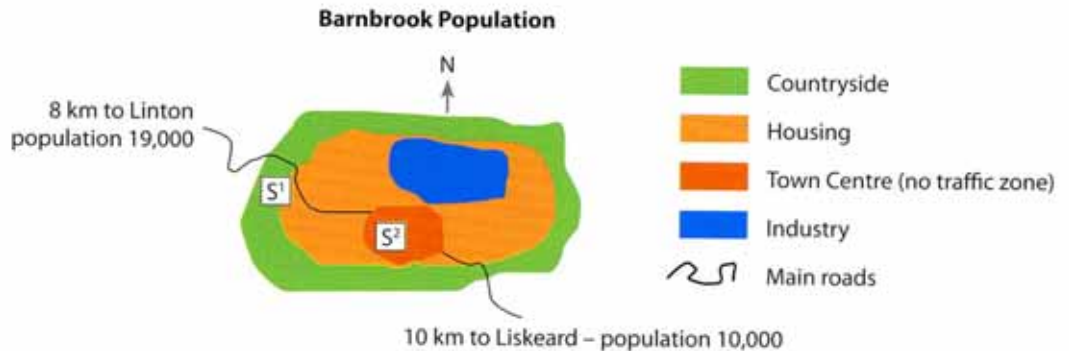 Barnbrook Population
N
8 km to Linton
population 19,000
S¹
S²
10 km to Liskeard – population 10,000
Countryside
Housing
Town Centre (no traffic zone)
Industry
Main roads